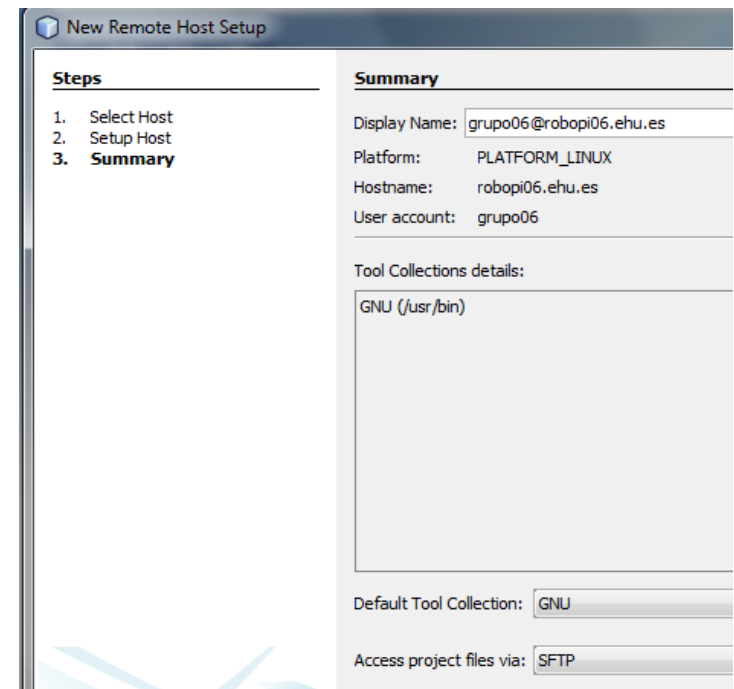 New Remote Host Setup
Steps
1. Select Host
2. Setup Host
3. Summary
Summary
Display Name: grupo06@robopi06.ehu.es
Platform: PLATFORM_LINUX
Hostname: robopi06.ehu.es
User account: grupo06
Tool Collections details:
GNU (/usr/bin)
Default Tool Collection: GNU
Access project files via: SFTP